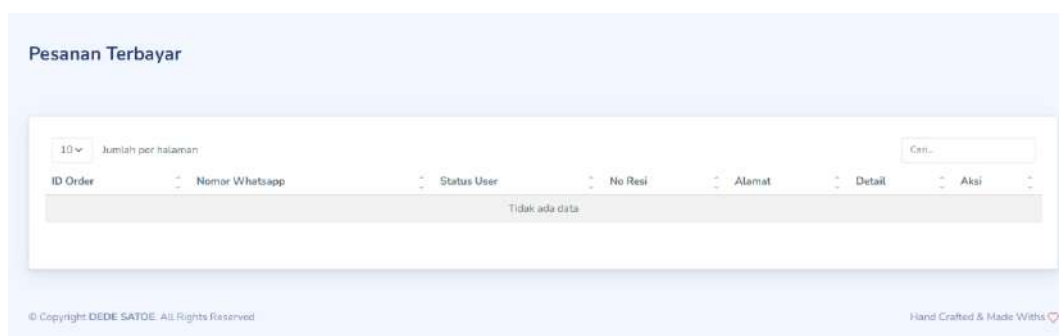 Pesanan Terbayar
10 Jumlah per halaman Cari...
ID Order Nomor Whatsapp Status User No Resi Alamat Detail Aksi
Tidak ada data
© Copyright DEDE SATOE. All Rights Reserved Hand Crafted & Made Withs